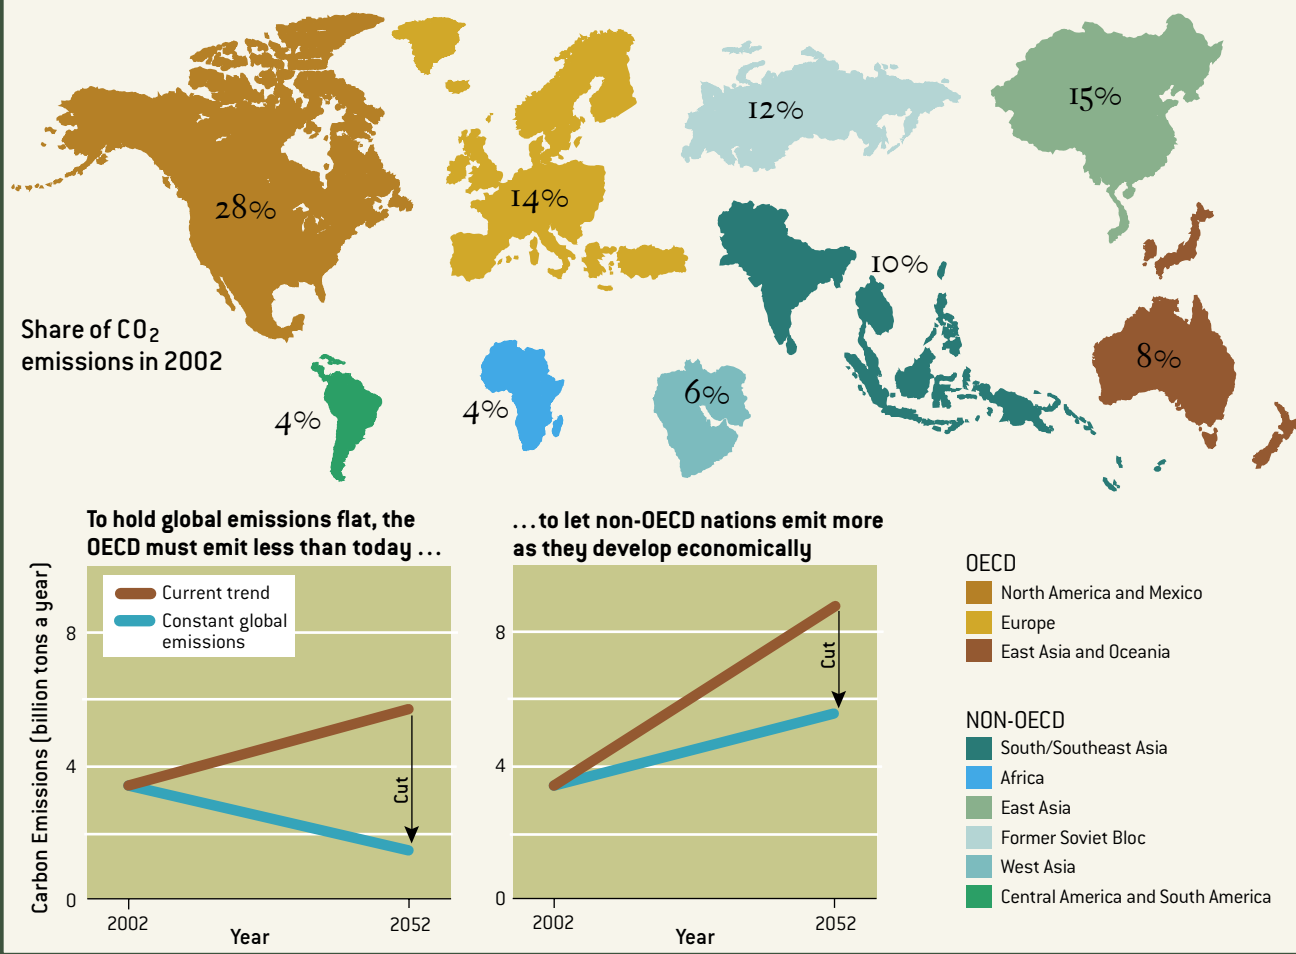 28%
14%
12%
15%
10%
8%
Share of CO2
emissions in 2002
4%
4%
6%
To hold global emissions flat, the
OECD must emit less than today . . .
Carbon Emissions (billion tons a year)
Current trend
Constant global
emissions
8
4
0
Cut
2002
2052
Year
. . . to let non-OECD nations emit more
as they develop economically
8
4
0
Cut
2002
2052
Year
OECD
North America and Mexico
Europe
East Asia and Oceania
NON-OECD
South/Southeast Asia
Africa
East Asia
Former Soviet Bloc
West Asia
Central America and South America